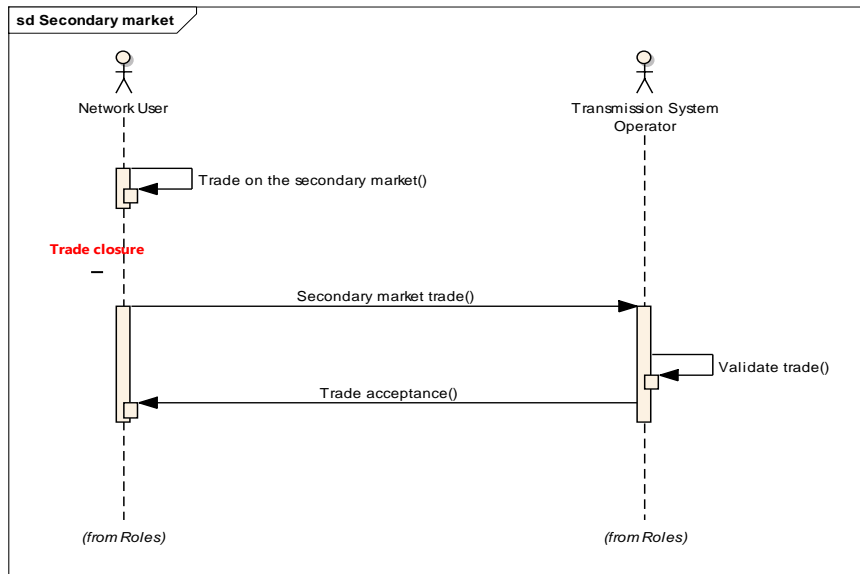 sd Secondary market
Network User
Transmission System
Operator
Trade on the secondary market()
Trade closure
Secondary market trade()
Validate trade()
Trade acceptance()
(from Roles)
(from Roles)